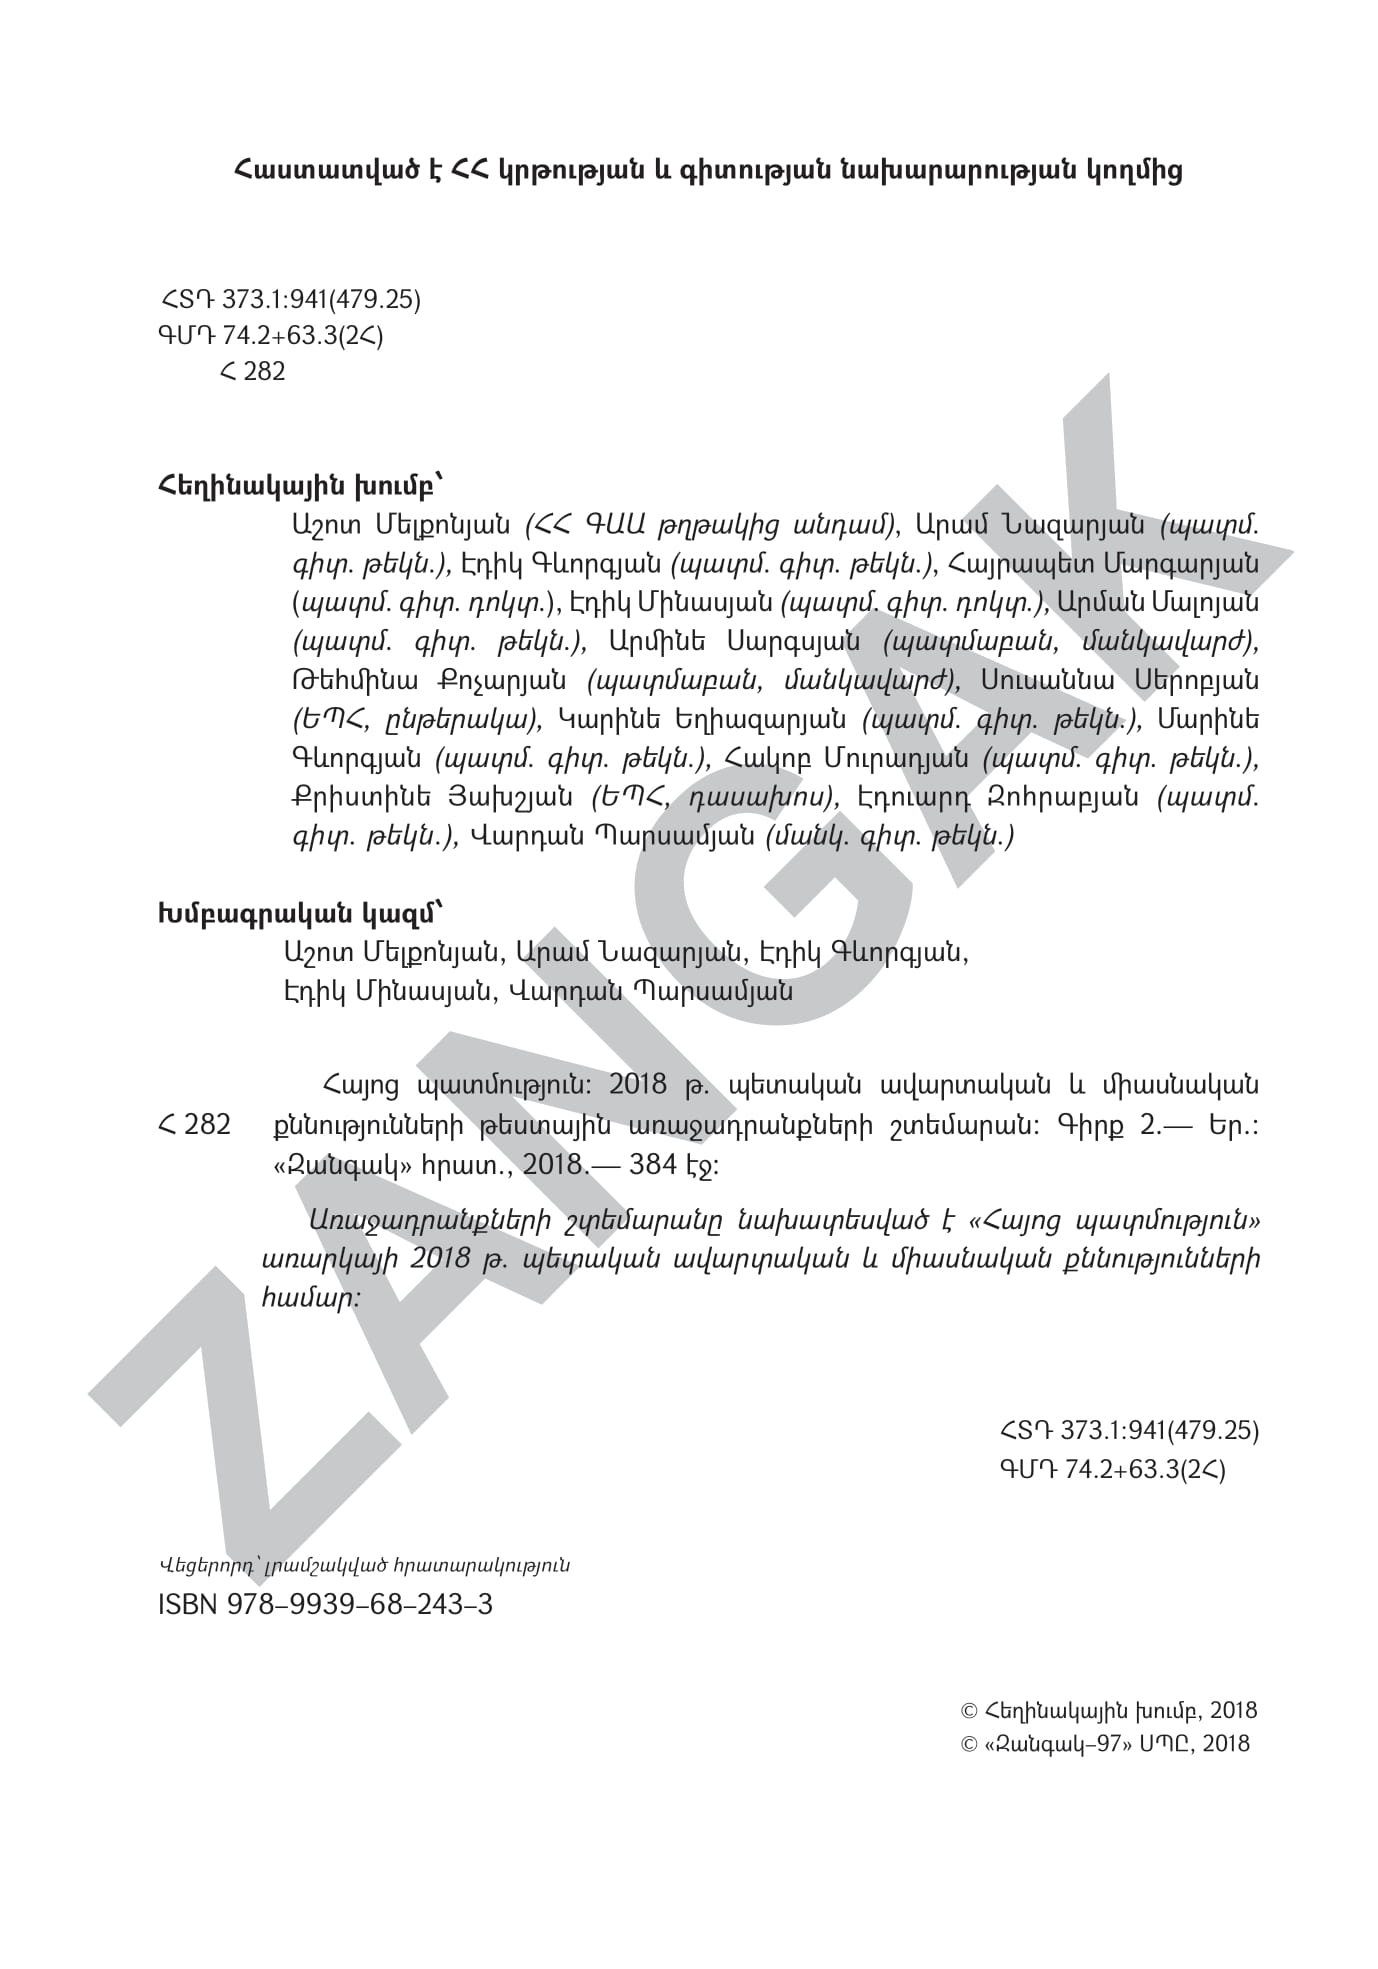 Հաստատված է ՀՀ կրթության և գիտության նախարարության կողմից
ՀՏԴ 373.1:941(479.25)
ԳՄԴ 74.2+63.3(2Հ)
Հ 282
Հեղինակային խումբ՝
Աշոտ Մելքոնյան (ՀՀ ԳԱԱ թղթակից անդամ), Արամ Նազարյան (պատմ.
գիտ. թեկն.), Էդիկ Գևորգյան (պատմ. գիտ. թեկն.), Հայրապետ Մարգարյան
(պատմ. գիտ. դոկտ.), Էդիկ Մինասյան (պատմ. գիտ. դոկտ.), Արման Մալոյան
(պատմ. գիտ. թեկն.), Արմինե Սարգսյան (պատմաբան, մանկավարժ),
Թեհմինա Քոչարյան (պատմաբան, մանկավարժ), Սուսաննա Սերոբյան
(ԵՊՀ, ընթերակա), Կարինե Եղիազարյան (պատմ. գիտ. թեկն.), Մարինե
Գևորգյան (պատմ. գիտ. թեկն.), Հակոբ Մուրադյան (պատմ. գիտ. թեկն.),
Քրիստինե Յախշյան (ԵՊՀ, դասախոս), Էդուարդ Զոհրաբյան (պատմ.
գիտ. թեկն.), Վարդան Պարսամյան (մանկ. գիտ. թեկն.)
Խմբագրական կազմ՝
Աշոտ Մելքոնյան, Արամ Նազարյան, Էդիկ Գևորգյան,
Էդիկ Մինասյան, Վարդան Պարսամյան
Հայոց պատմություն: 2018 թ. պետական ավարտական և միասնական
Հ 282 քննությունների թեստային առաջադրանքների շտեմարան: Գիրք 2.— Եր.:
«Զանգակ» հրատ., 2018.— 384 էջ:
Առաջադրանքների շտեմարանը նախատեսված է «Հայոց պատմություն»
առարկայի 2018 թ. պետական ավարտական և միասնական քննությունների
համար:
ՀՏԴ 373.1:941(479.25)
ԳՄԴ 74.2+63.3(2Հ)
Վեցերորդ՝ լրամշակված հրատարակություն
ISBN 978–9939–68–243–3
© Հեղինակային խումբ, 2018
© «Զանգակ–97» ՍՊԸ, 2018
ZANGAK